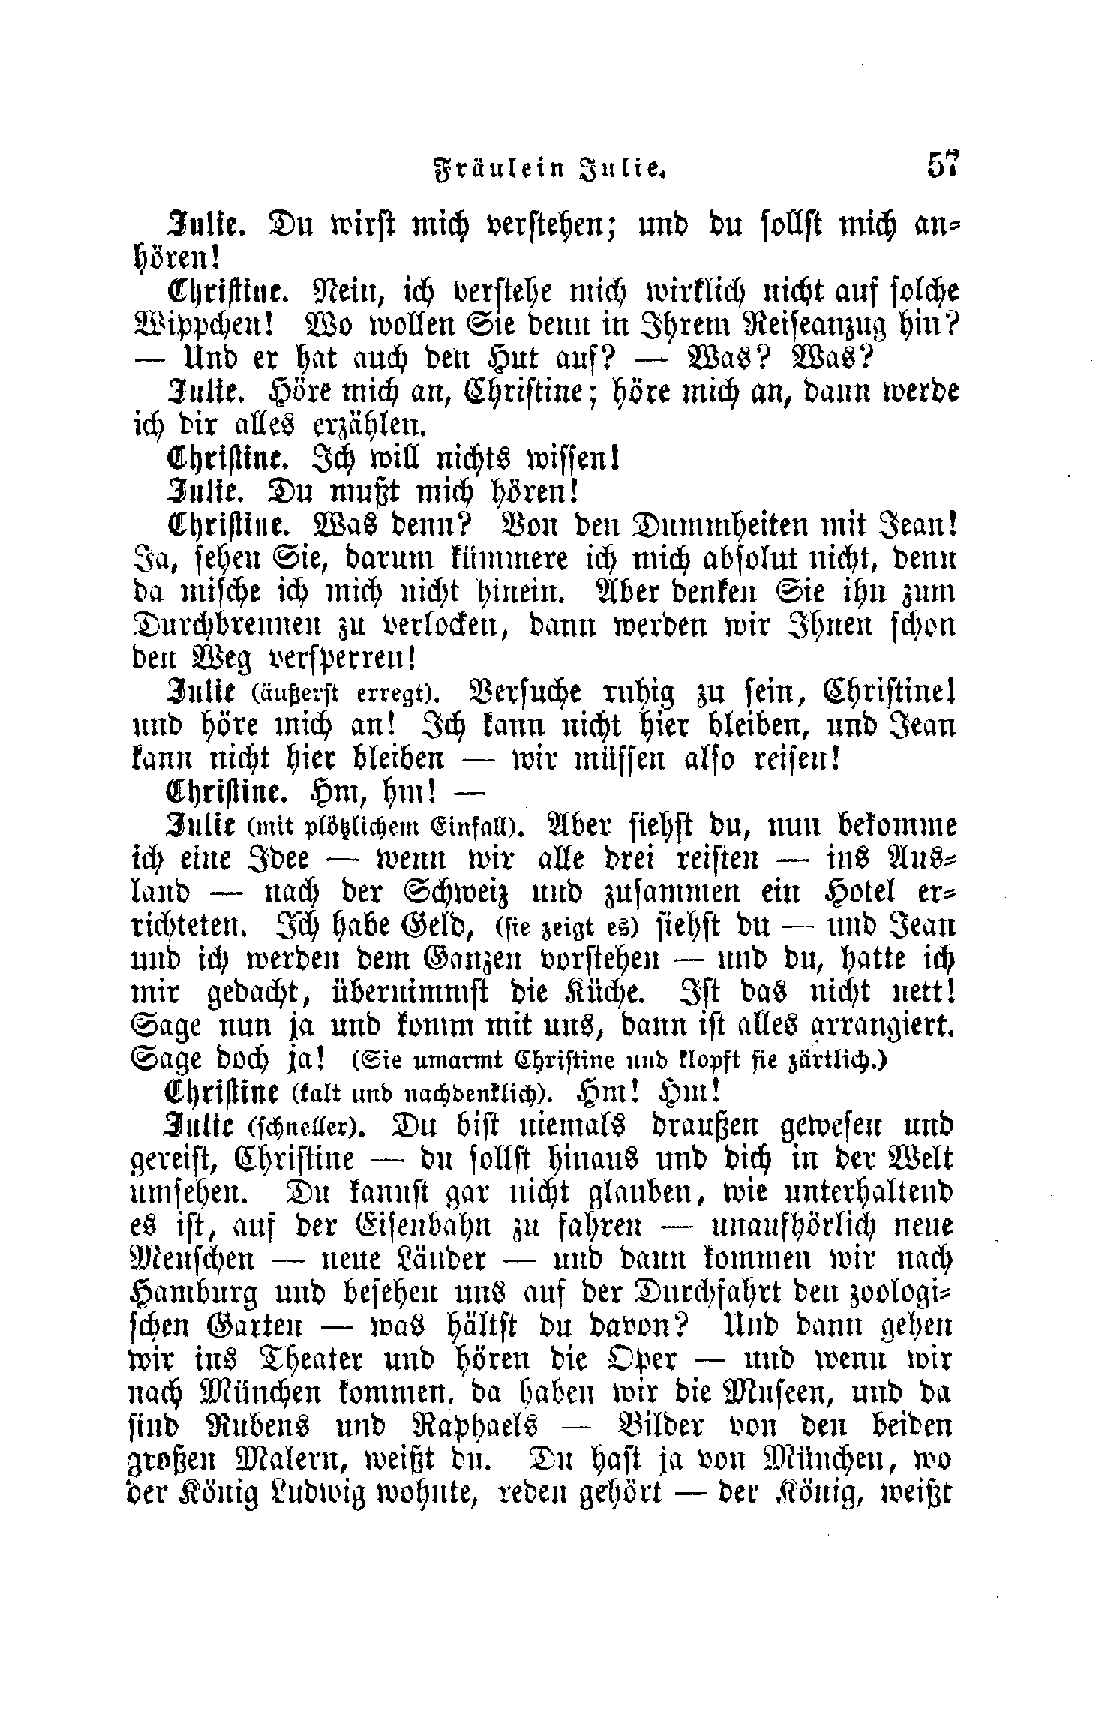 Fräulein Julie. 57
Julie. Du wirst mich verstehen; und du sollst mich an-
hören!
Christine. Nein, ich verstehe mich wirklich nicht auf solche
Wippchen! Wo wollen Sie denn in Ihrem Reiseanzug hin?
— Und er hat auch den Hut auf? — Was? Was?
Julie. Höre mich an, Christine; höre mich an, dann werde
ich dir alles erzählen.
Christine. Ich will nichts wissen!
Julie. Du mußt mich hören!
Christine. Was denn? Von den Dummheiten mit Jean!
Ja, sehen Sie, darum kümmere ich mich absolut nicht, denn
da mische ich mich nicht hinein. Aber denken Sie ihn zum
Durchbrennen zu verlocken, dann werden wir Ihnen schon
den Weg versperren!
Julie (äußerst erregt). Versuche ruhig zu sein, Christine!
und höre mich an! Ich kann nicht hier bleiben, und Jean
kann nicht hier bleiben — wir müssen also reisen!
Christine. Hm, hm! —
Julie (mit plötzlichem Einfall). Aber siehst du, nun bekomme
ich eine Idee — wenn wir alle drei reisten — ins Aus-
land — nach der Schweiz und zusammen ein Hotel er-
richteten. Ich habe Geld, (sie zeigt es) siehst du — und Jean
und ich werden dem Ganzen vorstehen — und du, hatte ich
mir gedacht, übernimmst die Küche. Ist das nicht nett!
Sage nun ja und komm mit uns, dann ist alles arrangiert.
Sage doch ja! (Sie umarmt Christine und klopft sie zärtlich.)
Christine (kalt und nachdenklich). Hm! Hm!
Julie (schneller). Du bist niemals draußen gewesen und
gereist, Christine — du sollst hinaus und dich in der Welt
umsehen. Du kannst gar nicht glauben, wie unterhaltend
es ist, auf der Eisenbahn zu fahren — unaufhörlich neue
Menschen — neue Länder — und dann kommen wir nach
Hamburg und besehen uns auf der Durchfahrt den zoologi-
schen Garten — was hältst du davon? Und dann gehen
wir ins Theater und hören die Oper — und wenn wir
nach München kommen, da haben wir die Museen, und da
sind Rubens und Raphaels — Bilder von den beiden
großen Malern, weißt du. Du hast ja von München, wo
der König Ludwig wohnte, reden gehört — der König, weißt